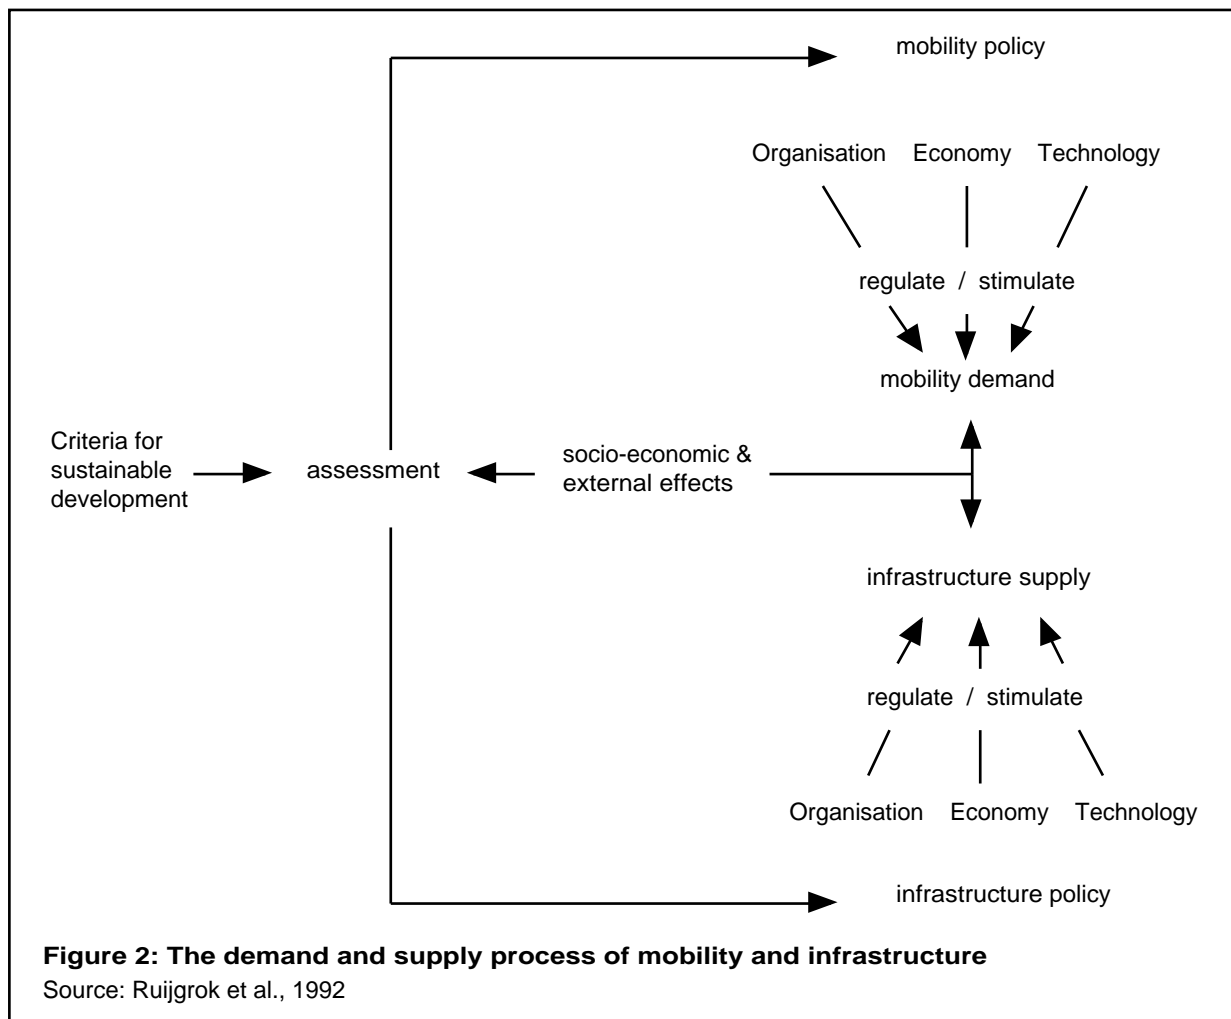 mobility policy
Organisation Economy Technology
regulate / stimulate
mobility demand
Criteria for
sustainable
development
assessment
socio-economic &
external effects
infrastructure supply
regulate / stimulate
Organisation Economy Technology
infrastructure policy
Figure 2: The demand and supply process of mobility and infrastructure
Source: Ruijgrok et al., 1992